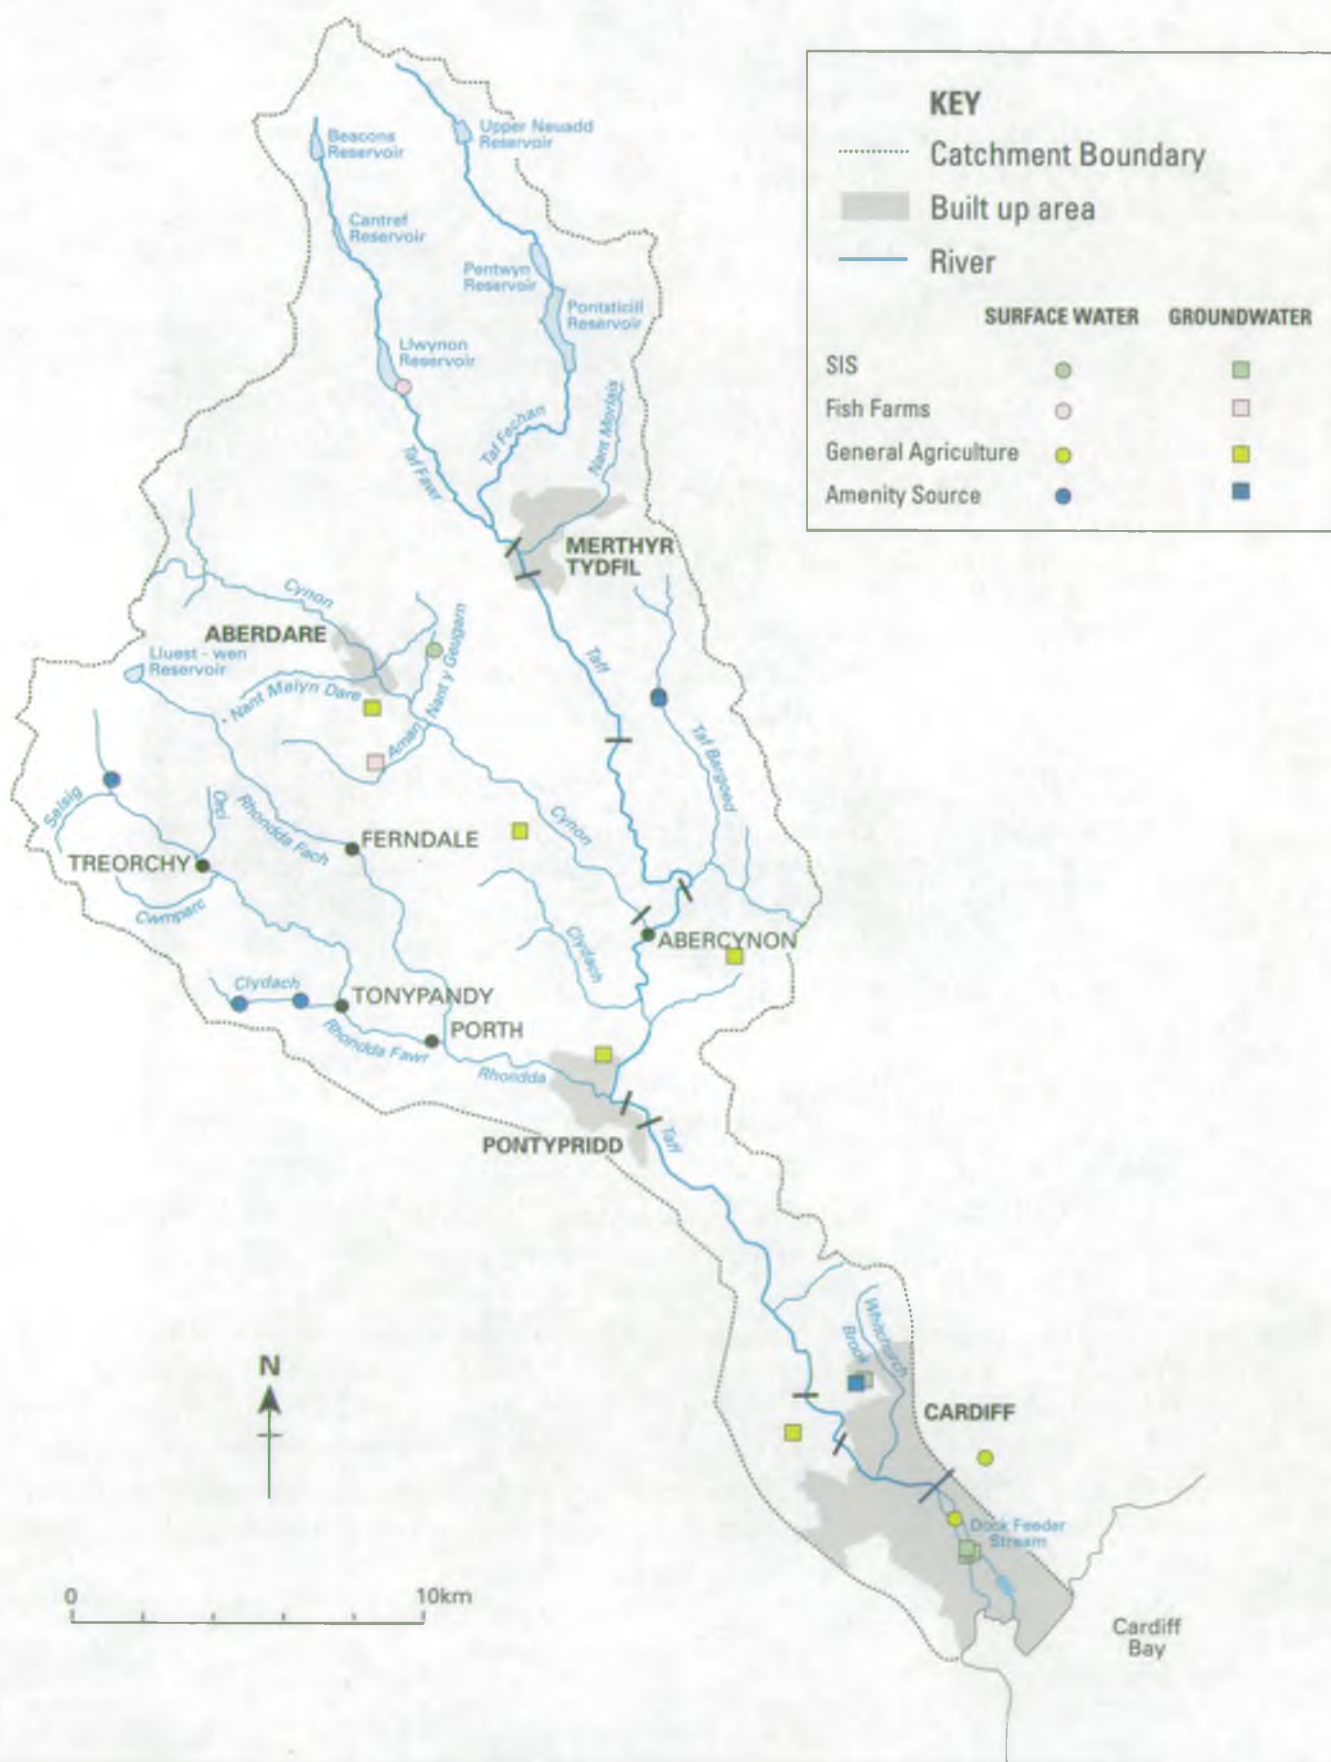 KEY
Catchment Boundary
Built up area
River
SURFACE WATER GROUNDWATER
SIS
Fish Farms
General Agriculture
Amenity Source
Beacons
Reservoir
Upper Neuadd
Reservoir
Cantref
Reservoir
Pentwyn
Reservoir
Pontsticill
Reservoir
Llwynon
Reservoir
Taf Fechan
Nant Morlais
Taf Fawr
MERTHYR
TYDFIL
Cynon
ABERDARE
Lluest - wen
Reservoir
Nant Melyn Dare
Nant y Geugarn
Aman
Taff
Taf Bargoed
Selsig
Orci
Rhondda Fach
FERNDALE
Cynon
TREORCHY
Cwmparc
Clydach
ABERCYNON
Clydach
TONYPANDY
PORTH
Rhondda Fawr
Rhondda
PONTYPRIDD
Taff
Whitchurch
Brook
N
CARDIFF
Dock Feeder
Stream
0 10km
Cardiff
Bay